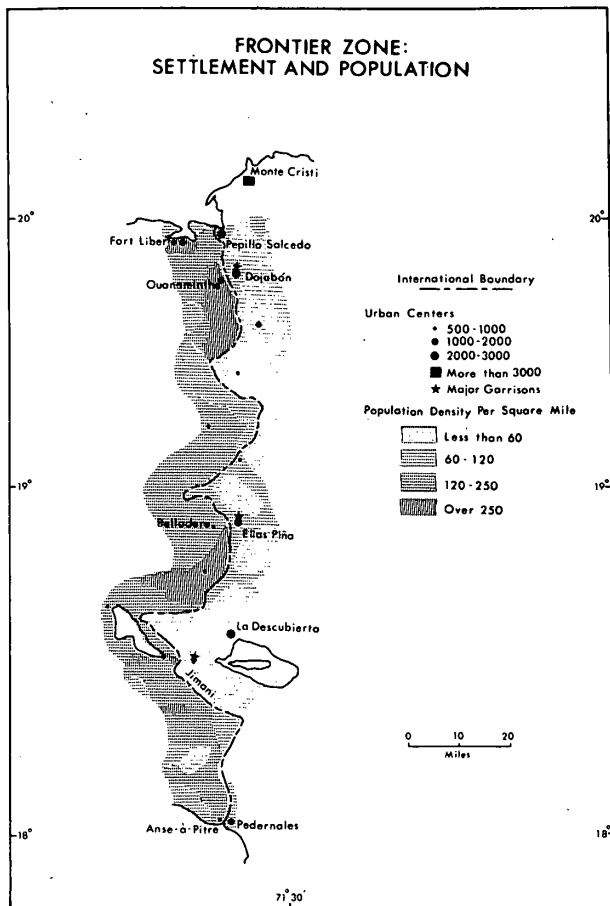 FRONTIER ZONE:
SETTLEMENT AND POPULATION
Monte Cristi
20°
20°
Fort Liberté
Pepillo Salcedo
Dajabón
Ouanaminthe
International Boundary
Urban Centers
500-1000
1000-2000
2000-3000
More than 3000
Major Garrisons
Population Density Per Square Mile
Less than 60
60-120
120-250
Over 250
19°
19°
Belladere
Elias Piña
La Descubierta
Jimani
0 10 20
Miles
Anse-à-Pitre
Pedernales
18°
18°
71°30'